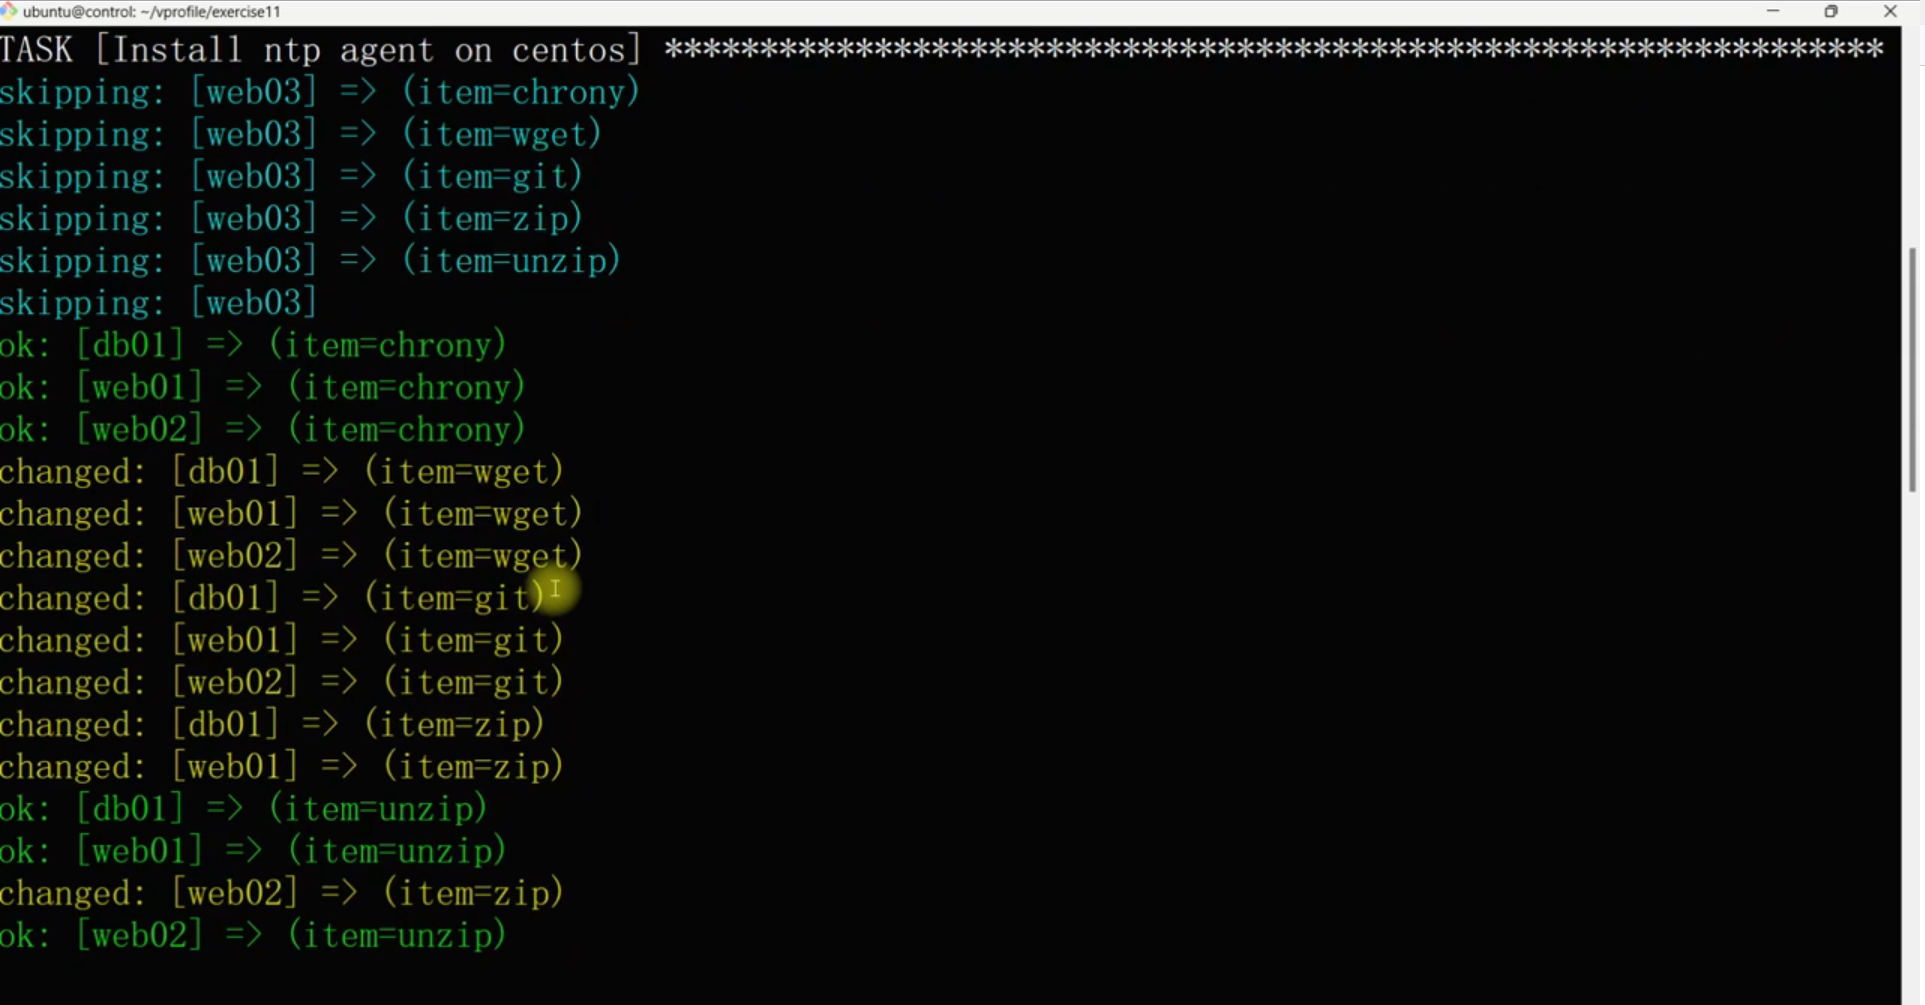 ubuntu@control: ~/vprofile/exercise11
TASK [Install ntp agent on centos] ****************************************************************
skipping: [web03] => (item=chrony)
skipping: [web03] => (item=wget)
skipping: [web03] => (item=git)
skipping: [web03] => (item=zip)
skipping: [web03] => (item=unzip)
skipping: [web03]
ok: [db01] => (item=chrony)
ok: [web01] => (item=chrony)
ok: [web02] => (item=chrony)
changed: [db01] => (item=wget)
changed: [web01] => (item=wget)
changed: [web02] => (item=wget)
changed: [db01] => (item=git)
changed: [web01] => (item=git)
changed: [web02] => (item=git)
changed: [db01] => (item=zip)
changed: [web01] => (item=zip)
ok: [db01] => (item=unzip)
ok: [web01] => (item=unzip)
changed: [web02] => (item=zip)
ok: [web02] => (item=unzip)